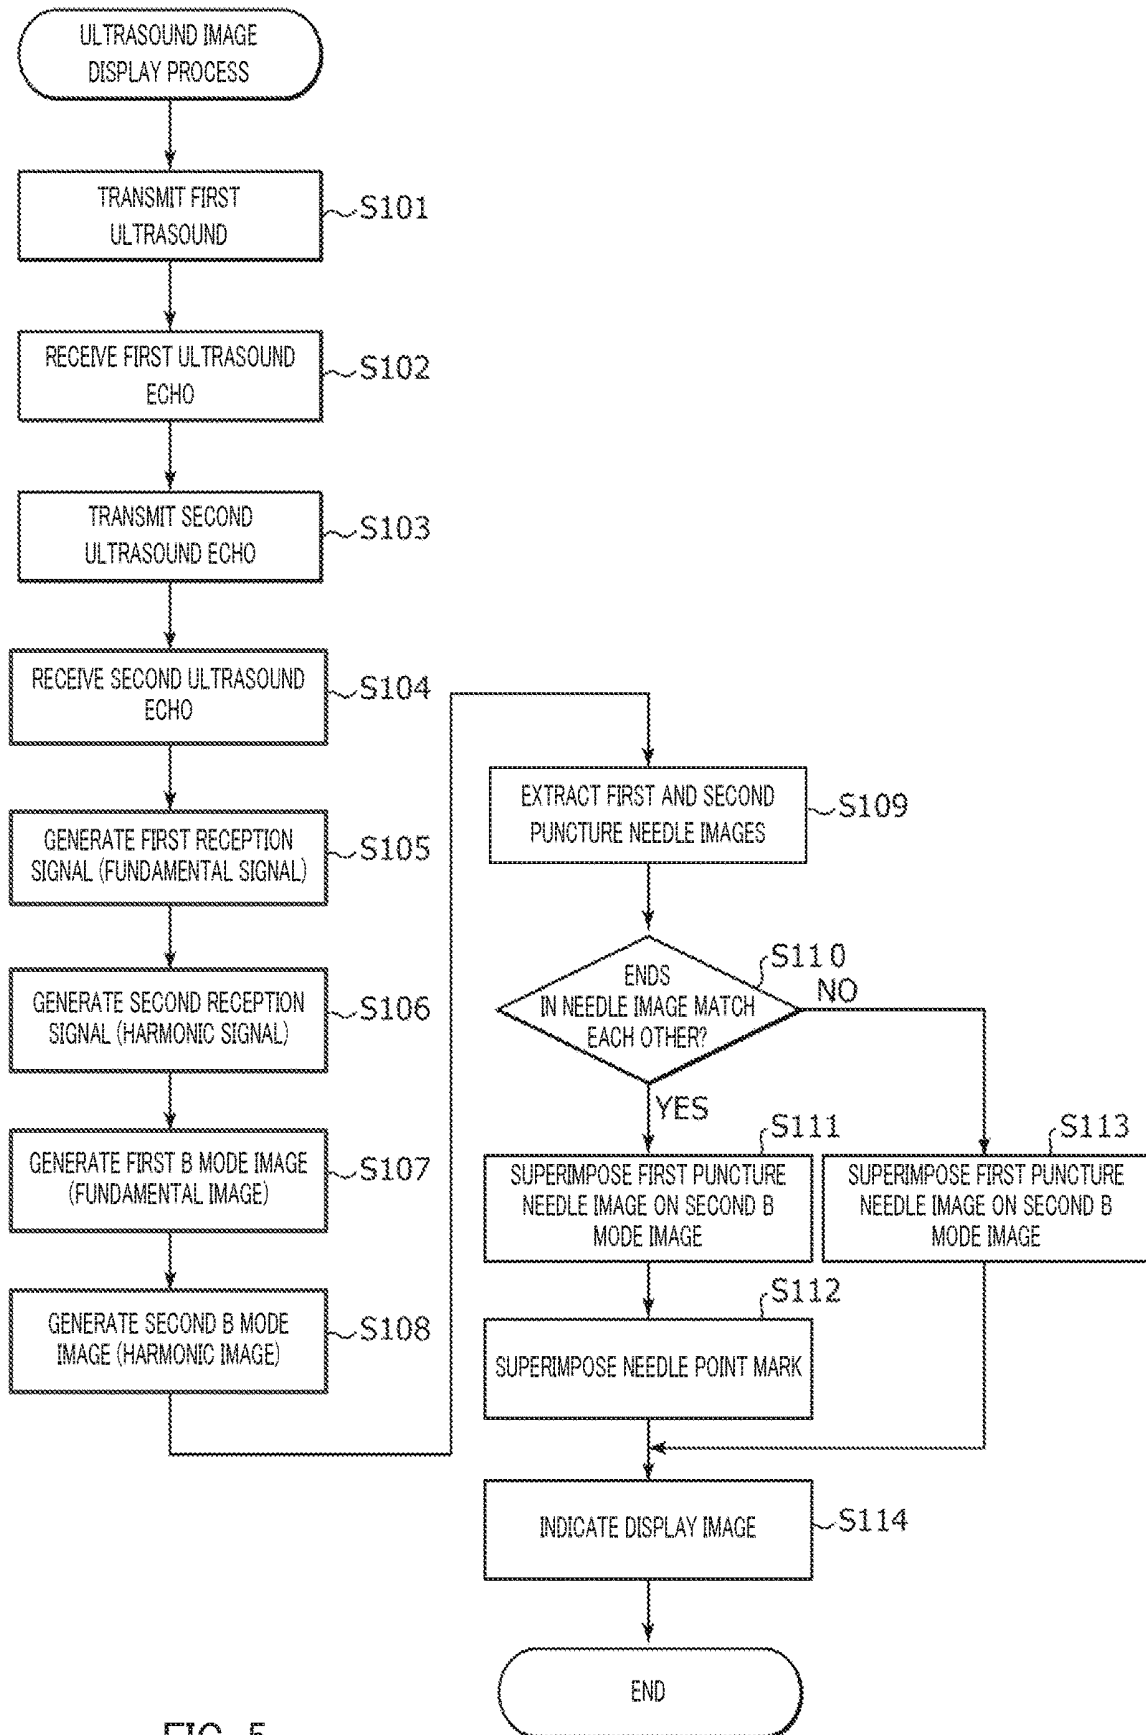 ULTRASOUND IMAGE
DISPLAY PROCESS
TRANSMIT FIRST
ULTRASOUND
S101
RECEIVE FIRST ULTRASOUND
ECHO
S102
TRANSMIT SECOND
ULTRASOUND ECHO
S103
RECEIVE SECOND ULTRASOUND
ECHO
S104
GENERATE FIRST RECEPTION
SIGNAL (FUNDAMENTAL SIGNAL)
S105
GENERATE SECOND RECEPTION
SIGNAL (HARMONIC SIGNAL)
S106
GENERATE FIRST B MODE IMAGE
(FUNDAMENTAL IMAGE)
S107
GENERATE SECOND B MODE
IMAGE (HARMONIC IMAGE)
S108
EXTRACT FIRST AND SECOND
PUNCTURE NEEDLE IMAGES
S109
ENDS
IN NEEDLE IMAGE MATCH
EACH OTHER?
S110
NO
YES
S111
SUPERIMPOSE FIRST PUNCTURE
NEEDLE IMAGE ON SECOND B
MODE IMAGE
S113
SUPERIMPOSE FIRST PUNCTURE
NEEDLE IMAGE ON SECOND B
MODE IMAGE
S112
SUPERIMPOSE NEEDLE POINT MARK
INDICATE DISPLAY IMAGE
S114
END
FIG. 5